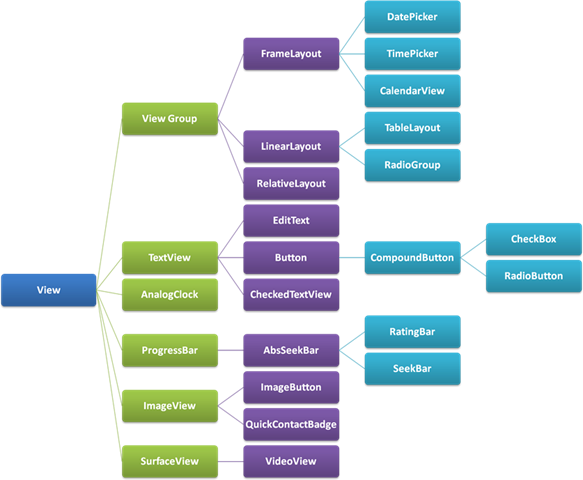 View
View Group
FrameLayout
DatePicker
TimePicker
CalendarView
LinearLayout
TableLayout
RadioGroup
RelativeLayout
TextView
EditText
Button
CompoundButton
CheckBox
RadioButton
CheckedTextView
AnalogClock
ProgressBar
AbsSeekBar
RatingBar
SeekBar
ImageView
ImageButton
QuickContactBadge
SurfaceView
VideoView